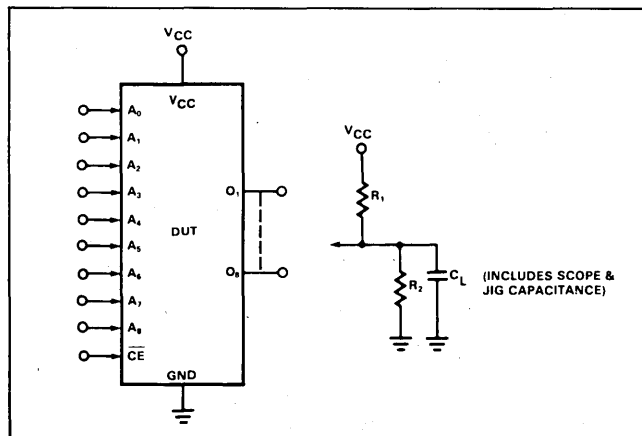 VCC
VCC
A0
A1
A2
A3
A4
A5
A6
A7
A8
CE
DUT
O1
O8
GND
VCC
R1
R2
CL
(INCLUDES SCOPE &
JIG CAPACITANCE)